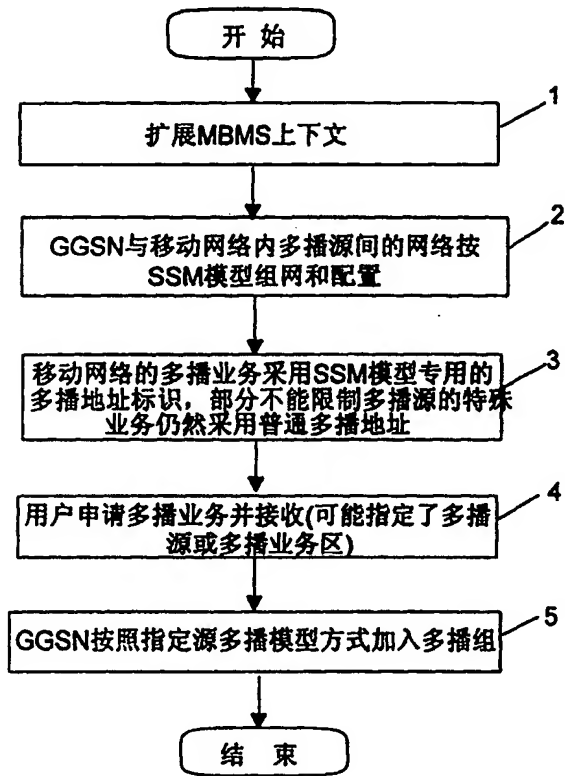 开 始
1
扩展MBMS上下文
2
GGSN与移动网络内多播源间的网络按
SSM模型组网和配置
3
移动网络的多播业务采用SSM模型专用的
多播地址标识，部分不能限制多播源的特殊
业务仍然采用普通多播地址
4
用户申请多播业务并接收(可能指定了多播
源或多播业务区)
5
GGSN按照指定源多播模型方式加入多播组
结 束